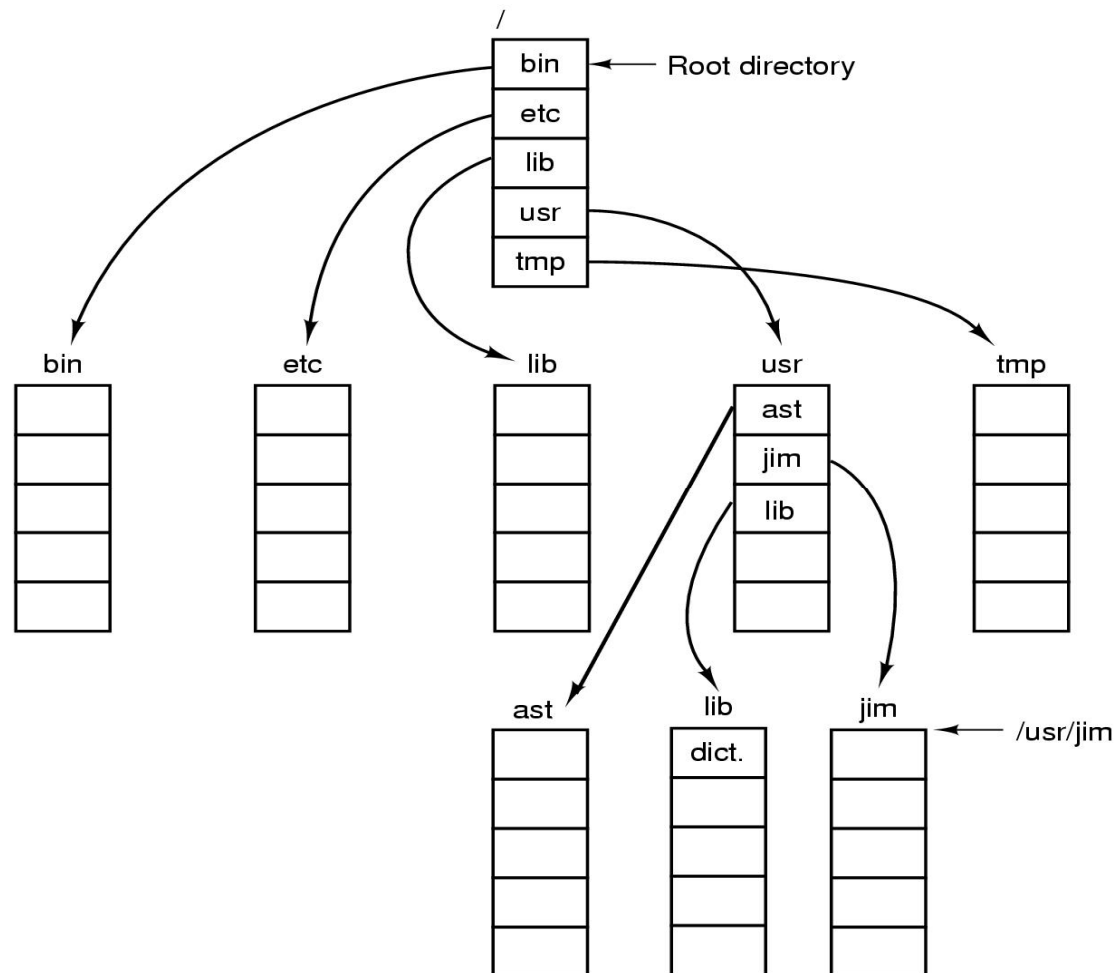 /
bin
Root directory
etc
lib
usr
tmp
bin
etc
lib
usr
tmp
ast
jim
lib
ast
lib
jim
/usr/jim
dict.